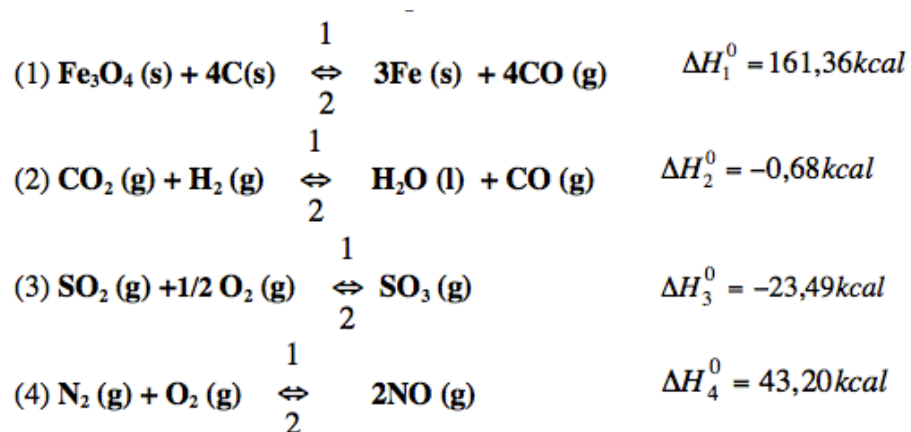 1
(1) Fe₃O₄ (s) + 4C(s) ⇔ 3Fe (s) + 4CO (g) ΔH₁⁰ = 161,36kcal
2
1
(2) CO₂ (g) + H₂ (g) ⇔ H₂O (l) + CO (g) ΔH₂⁰ = −0,68kcal
2
1
(3) SO₂ (g) +1/2 O₂ (g) ⇔ SO₃ (g) ΔH₃⁰ = −23,49kcal
2
1
(4) N₂ (g) + O₂ (g) ⇔ 2NO (g) ΔH₄⁰ = 43,20kcal
2